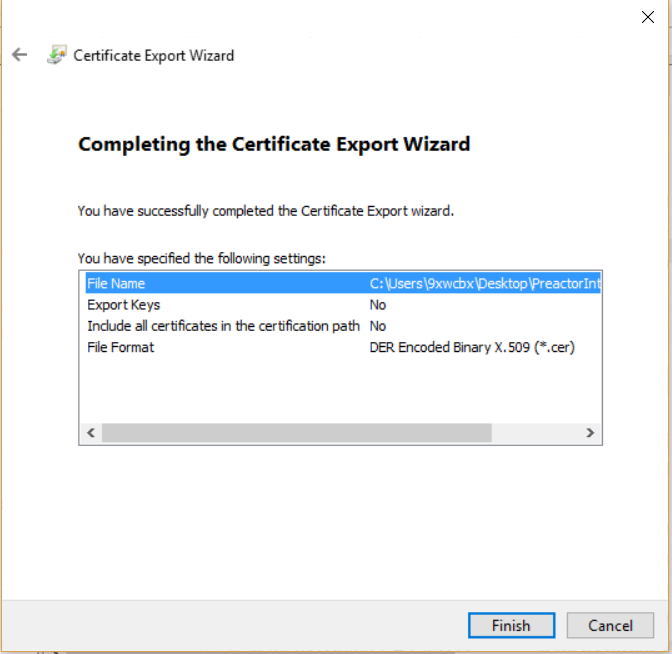 Certificate Export Wizard
Completing the Certificate Export Wizard
You have successfully completed the Certificate Export wizard.
You have specified the following settings:
File Name C:\Users\9xwcbx\Desktop\PreactorInt
Export Keys No
Include all certificates in the certification path No
File Format DER Encoded Binary X.509 (*.cer)
Finish Cancel